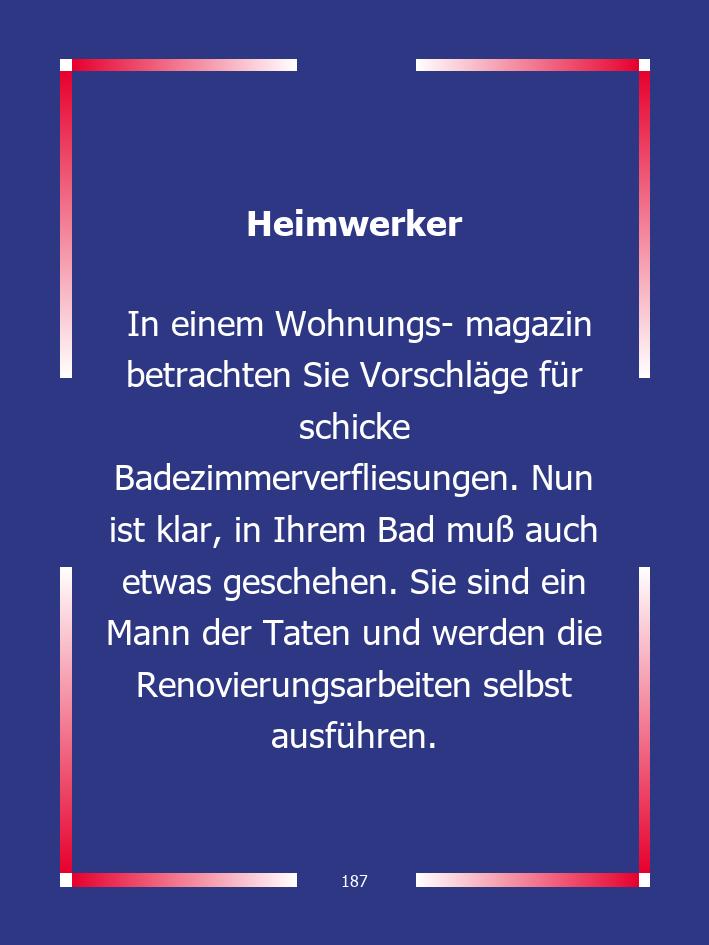 Heimwerker
In einem Wohnungs- magazin
betrachten Sie Vorschläge für
schicke
Badezimmerverfliesungen. Nun
ist klar, in Ihrem Bad muß auch
etwas geschehen. Sie sind ein
Mann der Taten und werden die
Renovierungsarbeiten selbst
ausführen.
187